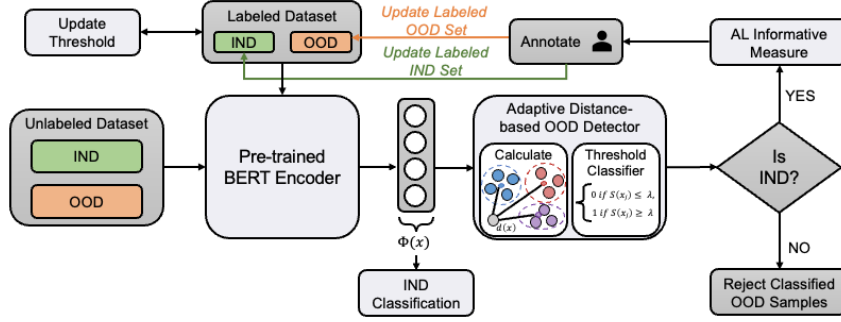 Update
Threshold
Labeled Dataset
IND
OOD
Update Labeled
OOD Set
Update Labeled
IND Set
Annotate
AL Informative
Measure
YES
Unlabeled Dataset
IND
OOD
Pre-trained
BERT Encoder
Φ(x)
IND
Classification
Adaptive Distance-
based OOD Detector
Calculate
d(x)
Threshold
Classifier
0 if S(xᵢ) ≤ λ,
1 if S(xᵢ) ≥ λ
Is
IND?
NO
Reject Classified
OOD Samples